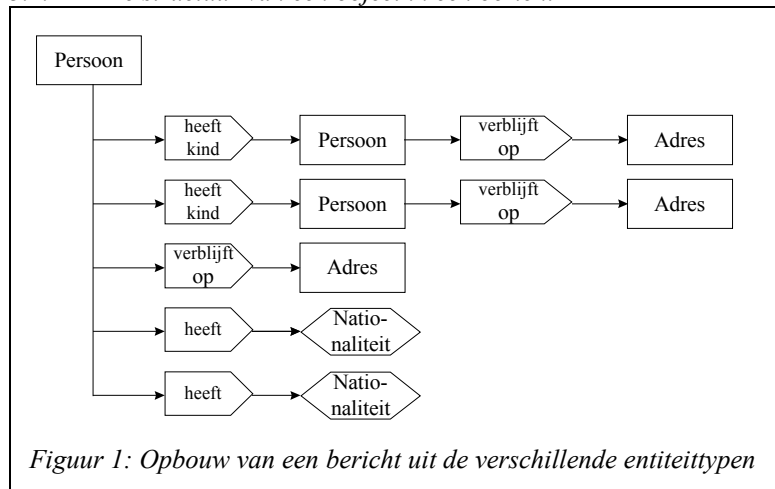 Persoon
heeft
kind
Persoon
verblijft
op
Adres
heeft
kind
Persoon
verblijft
op
Adres
verblijft
op
Adres
heeft
Natio-
naliteit
heeft
Natio-
naliteit
Figuur 1: Opbouw van een bericht uit de verschillende entiteittypen